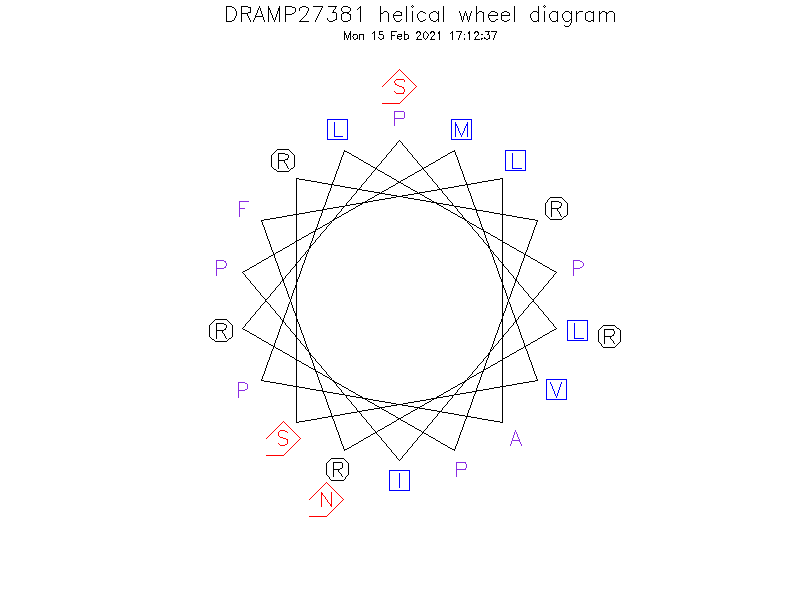 DRAMP27381 helical wheel diagram
Mon 15 Feb 2021 17:12:37
S
P
L M
R L
F R
P P
R L R
P V
S A
R I P
N